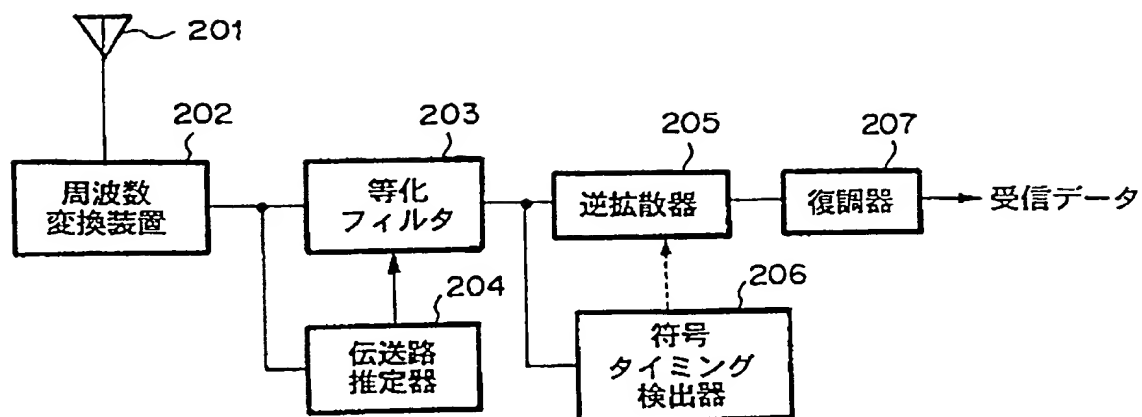 201
202
周波数
変換装置
203
等化
フィルタ
204
伝送路
推定器
205
逆拡散器
206
符号
タイミング
検出器
207
復調器
受信データ